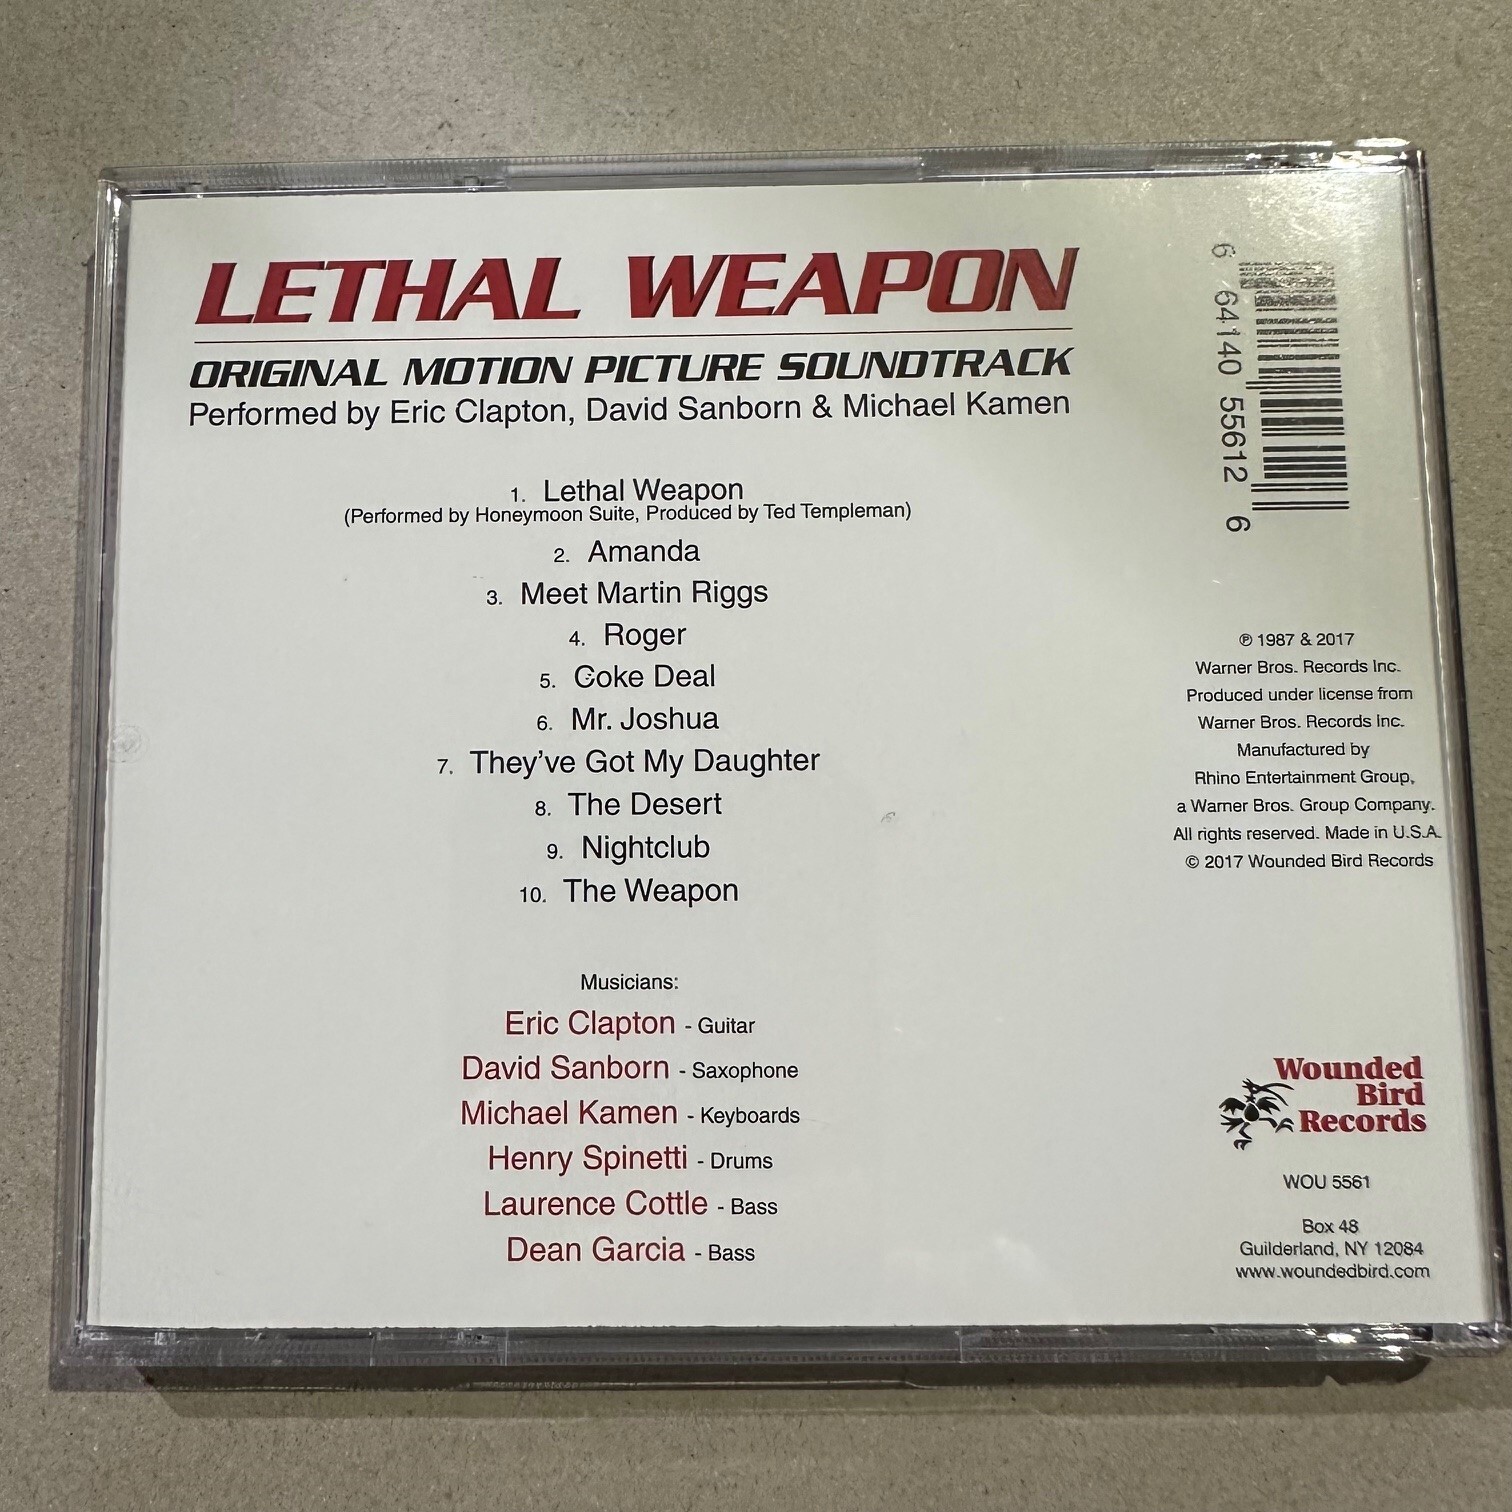 LETHAL WEAPON
ORIGINAL MOTION PICTURE SOUNDTRACK
Performed by Eric Clapton, David Sanborn & Michael Kamen
1. Lethal Weapon
(Performed by Honeymoon Suite, Produced by Ted Templeman)
2. Amanda
3. Meet Martin Riggs
4. Roger
5. Coke Deal
6. Mr. Joshua
7. They've Got My Daughter
8. The Desert
9. Nightclub
10. The Weapon
Musicians:
Eric Clapton - Guitar
David Sanborn - Saxophone
Michael Kamen - Keyboards
Henry Spinetti - Drums
Laurence Cottle - Bass
Dean Garcia - Bass
6 64140 55612 6
℗ 1987 & 2017
Warner Bros. Records Inc.
Produced under license from
Warner Bros. Records Inc.
Manufactured by
Rhino Entertainment Group,
a Warner Bros. Group Company.
All rights reserved. Made in U.S.A.
© 2017 Wounded Bird Records
Wounded
Bird
Records
WOU 5561
Box 48
Guilderland, NY 12084
www.woundedbird.com